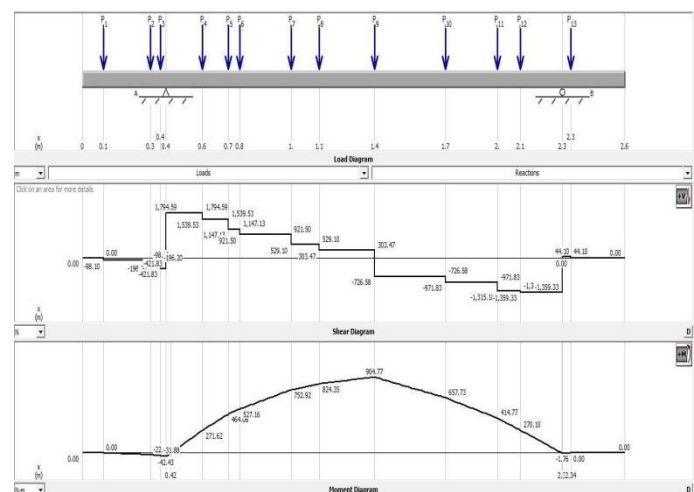 P1 P2 P3 P4 P5 P6 P7 P8 P9 P10 P11 P12 P13
A B
0.4 2.3
x
(m) 0 0.1 0.3 0.4 0.6 0.7 0.8 1. 1.1 1.4 1.7 2. 2.1 2.3 2.6
Load Diagram
m Loads Reactions
Click on an area for more details
+V
1,794.59 1,794.59
1,539.53 1,539.53
1,147.13 1,147.13
921.50 921.50
529.10 529.10
303.47 303.47
0.00 0.00 44.10 44.10 0.00
-98.10 -196.20 0.00
-421.83
-421.83
-726.58 -726.58
-971.83 -971.83
-1,359.33 -1,359.33
x
(m)
N Shear Diagram D
+M
904.77
752.92 824.35
657.73
527.16
414.77
271.62 270.10
0.00 0.00 -31.88 -1.76 0.00 0.00
-42.43
x
(m) 0.42
N-m Moment Diagram D